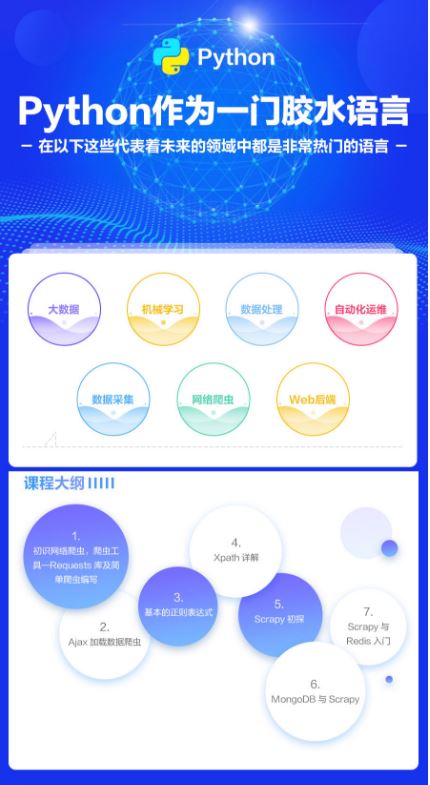 Python
Python作为一门胶水语言
– 在以下这些代表着未来的领域中都是非常热门的语言 –
大数据
机械学习
数据处理
自动化运维
数据采集
网络爬虫
Web后端
课程大纲
1.
初识网络爬虫，爬虫工
具—Requests 库及简
单爬虫编写
2.
Ajax 加载数据爬虫
3.
基本的正则表达式
4.
Xpath 详解
5.
Scrapy 初探
6.
MongoDB 与 Scrapy
7.
Scrapy 与
Redis 入门